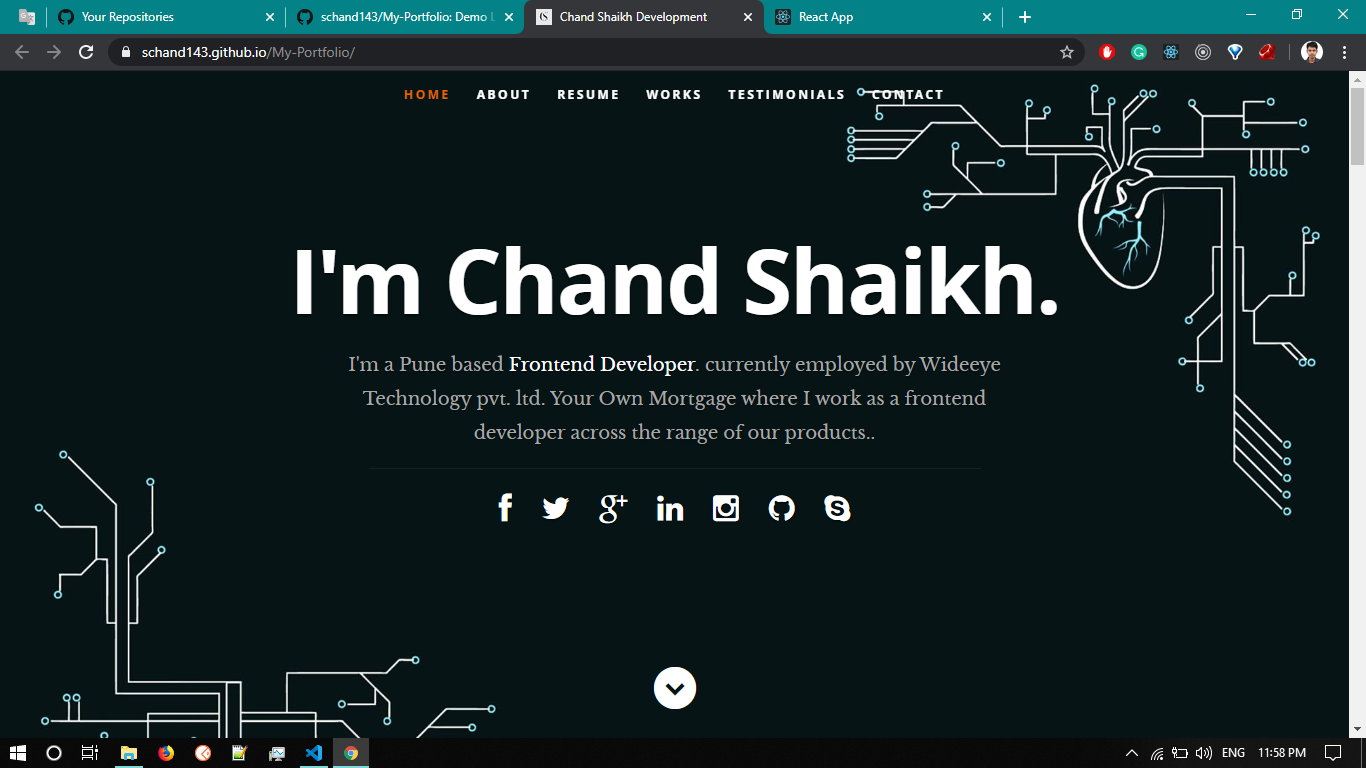 Your Repositories
schand143/My-Portfolio: Demo L
Chand Shaikh Development
React App
schand143.github.io/My-Portfolio/
HOME ABOUT RESUME WORKS TESTIMONIALS CONTACT
I'm Chand Shaikh.
I'm a Pune based Frontend Developer. currently employed by Wideeye
Technology pvt. ltd. Your Own Mortgage where I work as a frontend
developer across the range of our products..
ENG 11:58 PM